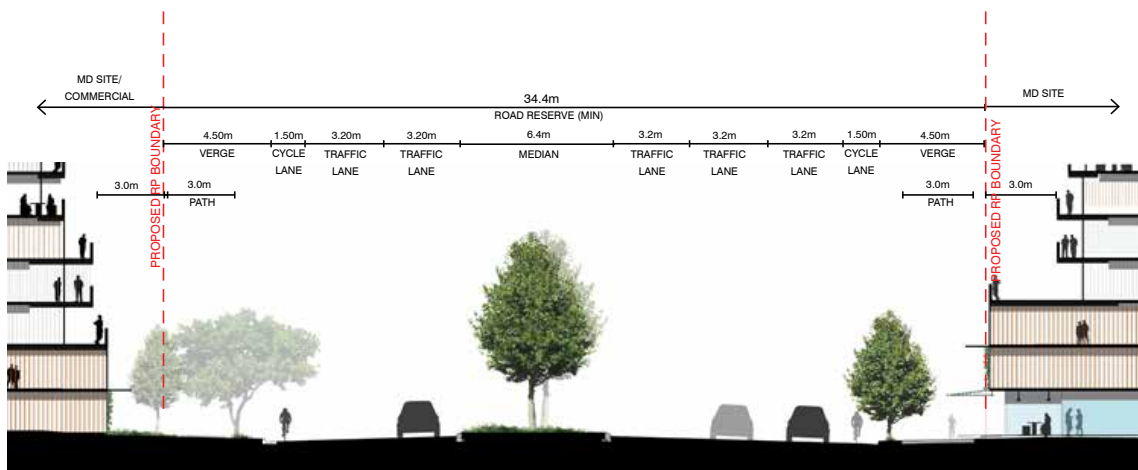 MD SITE/
COMMERCIAL
34.4m
ROAD RESERVE (MIN)
MD SITE
PROPOSED RP BOUNDARY
4.50m
VERGE
1.50m
CYCLE
LANE
3.20m
TRAFFIC
LANE
3.20m
TRAFFIC
LANE
6.4m
MEDIAN
3.2m
TRAFFIC
LANE
3.2m
TRAFFIC
LANE
3.2m
TRAFFIC
LANE
1.50m
CYCLE
LANE
4.50m
VERGE
PROPOSED RP BOUNDARY
3.0m
3.0m
PATH
3.0m
PATH
3.0m